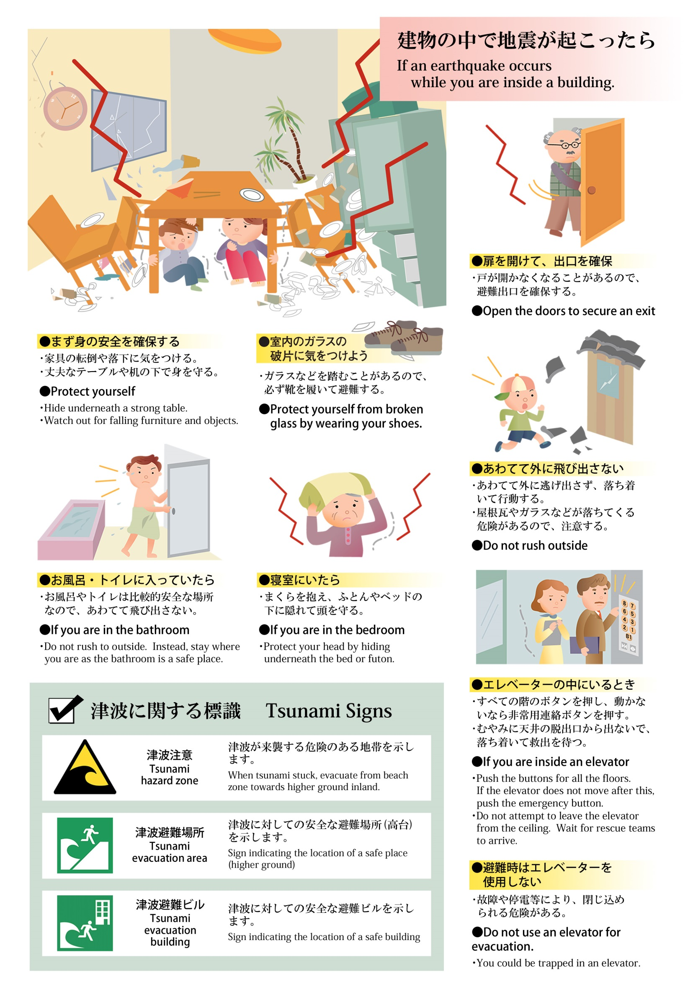 建物の中で地震が起こったら
If an earthquake occurs
while you are inside a building.
12
9
3
6
●まず身の安全を確保する
・家具の転倒や落下に気をつける。
・丈夫なテーブルや机の下で身を守る。
●Protect yourself
・Hide underneath a strong table.
・Watch out for falling furniture and objects.
●室内のガラスの
破片に気をつけよう
・ガラスなどを踏むことがあるので、
必ず靴を履いて避難する。
●Protect yourself from broken
glass by wearing your shoes.
●扉を開けて、出口を確保
・戸が開かなくなることがあるので、
避難出口を確保する。
●Open the doors to secure an exit
●あわてて外に飛び出さない
・あわてて外に逃げ出さず、落ち着
いて行動する。
・屋根瓦やガラスなどが落ちてくる
危険があるので、注意する。
●Do not rush outside
●お風呂・トイレに入っていたら
・お風呂やトイレは比較的安全な場所
なので、あわてて飛び出さない。
●If you are in the bathroom
・Do not rush to outside. Instead, stay where
you are as the bathroom is a safe place.
●寝室にいたら
・まくらを抱え、ふとんやベッドの
下に隠れて頭を守る。
●If you are in the bedroom
・Protect your head by hiding
underneath the bed or futon.
8 7
6 5
4 3
2 1
B1
●エレベーターの中にいるとき
・すべての階のボタンを押し、動かな
いなら非常用連絡ボタンを押す。
・むやみに天井の脱出口から出ないで、
落ち着いて救出を待つ。
●If you are inside an elevator
・Push the buttons for all the floors.
If the elevator does not move after this,
push the emergency button.
・Do not attempt to leave the elevator
from the ceiling. Wait for rescue teams
to arrive.
●避難時はエレベーターを
使用しない
・故障や停電等により、閉じ込め
られる危険がある。
●Do not use an elevator for
evacuation.
・You could be trapped in an elevator.
津波に関する標識 Tsunami Signs
津波注意
Tsunami
hazard zone
津波が来襲する危険のある地帯を示し
ます。
When tsunami stuck, evacuate from beach
zone towards higher ground inland.
津波避難場所
Tsunami
evacuation area
津波に対しての安全な避難場所(高台)
を示します。
Sign indicating the location of a safe place
(higher ground)
津波避難ビル
Tsunami
evacuation
building
津波に対しての安全な避難ビルを示し
ます。
Sign indicating the location of a safe building